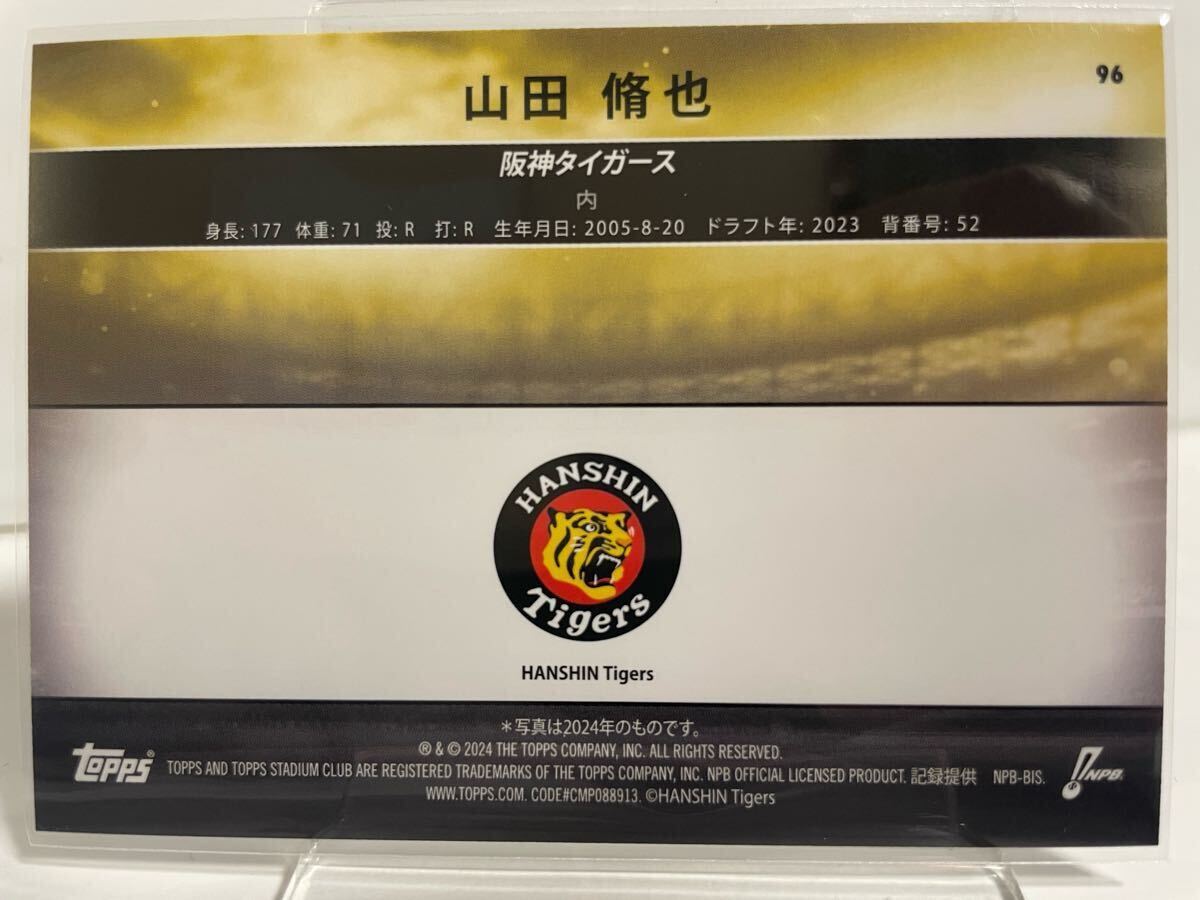 96
山田 脩也
阪神タイガース
内
身長: 177 体重: 71 投: R 打: R 生年月日: 2005-8-20 ドラフト年: 2023 背番号: 52
HANSHIN
Tigers
HANSHIN Tigers
＊写真は2024年のものです。
® & © 2024 THE TOPPS COMPANY, INC. ALL RIGHTS RESERVED.
topps® TOPPS AND TOPPS STADIUM CLUB ARE REGISTERED TRADEMARKS OF THE TOPPS COMPANY, INC. NPB OFFICIAL LICENSED PRODUCT. 記録提供 NPB-BIS. NPB
WWW.TOPPS.COM. CODE#CMP088913. ©HANSHIN Tigers